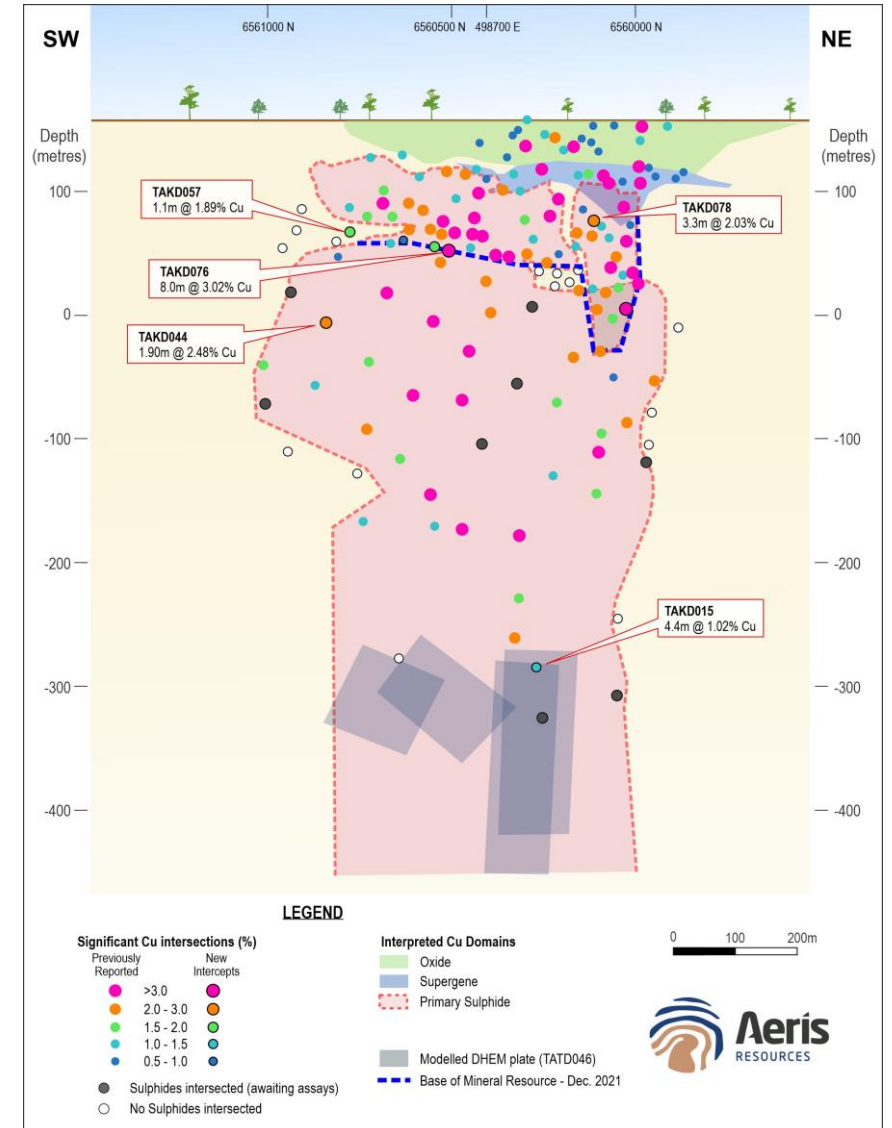 SW
6561000 N
6560500 N
498700 E
6560000 N
NE
Depth
(metres)
Depth
(metres)
100
0
-100
-200
-300
-400
100
0
-100
-200
-300
-400
TAKD057
1.1m @ 1.89% Cu
TAKD076
8.0m @ 3.02% Cu
TAKD044
1.90m @ 2.48% Cu
TAKD078
3.3m @ 2.03% Cu
TAKD015
4.4m @ 1.02% Cu
LEGEND
Significant Cu intersections (%)
Previously
Reported
New
Intercepts
>3.0
2.0 - 3.0
1.5 - 2.0
1.0 - 1.5
0.5 - 1.0
Sulphides intersected (awaiting assays)
No Sulphides intersected
Interpreted Cu Domains
Oxide
Supergene
Primary Sulphide
Modelled DHEM plate (TATD046)
Base of Mineral Resource - Dec. 2021
0 100 200m
Aeris
RESOURCES